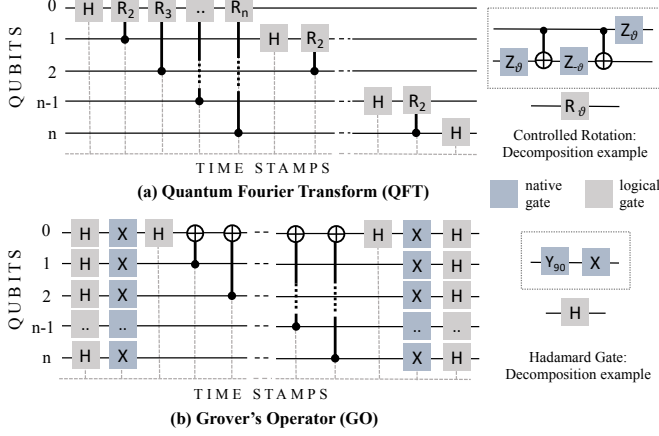 0 H R₂ R₃ .. Rₙ
1 H R₂
2
n-1 H R₂
n H
QUBITS
TIME STAMPS
(a) Quantum Fourier Transform (QFT)
Z𝜗
Z𝜗 Z-𝜗
R𝜗
Controlled Rotation:
Decomposition example
native gate
logical gate
0 H X H H X H
1 H X X H
2 H X X H
n-1 .. .. .. ..
n H X X H
QUBITS
TIME STAMPS
(b) Grover's Operator (GO)
Y₉₀ X
H
Hadamard Gate:
Decomposition example